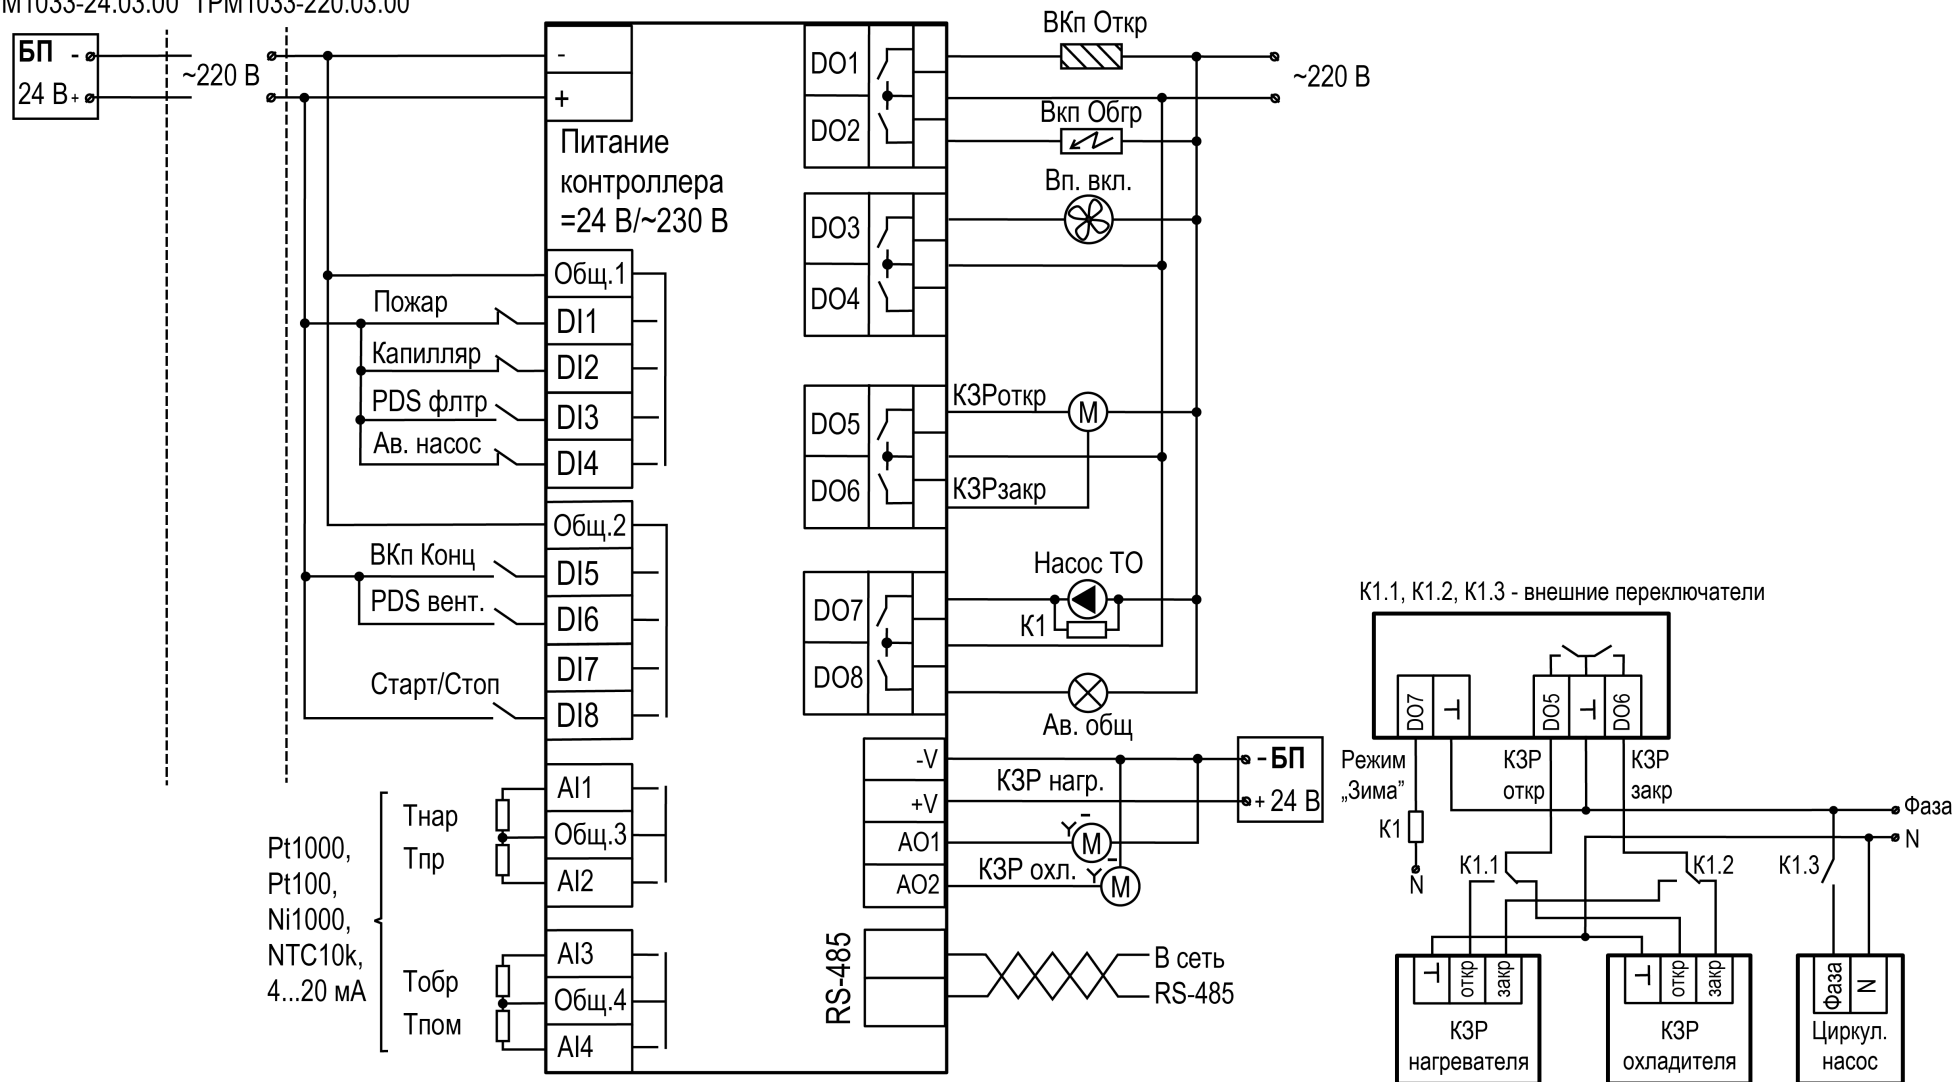 М1033-24.03.00 ТРМ1033-220.03.00
БП -
24 В +
~220 В
-
+
Питание
контроллера
=24 В/~230 В
Общ.1
Пожар
DI1
Капилляр
DI2
PDS флтр
DI3
Ав. насос
DI4
Общ.2
ВКп Конц
DI5
PDS вент.
DI6
DI7
Старт/Стоп
DI8
AI1
Тнар
Общ.3
Тпр
AI2
Pt1000,
Pt100,
Ni1000,
NTC10k,
4...20 мА
AI3
Тобр
Общ.4
Тпом
AI4
DO1
DO2
ВКп Откр
~220 В
Вкп Обгр
Вп. вкл.
DO3
DO4
DO5
DO6
КЗРоткр
М
КЗРзакр
Насос ТО
DO7
К1
DO8
Ав. общ
-V
+V
AO1
AO2
КЗР нагр.
Y -
М
КЗР охл.
Y -
М
- БП
+ 24 В
RS-485
В сеть
RS-485
К1.1, К1.2, К1.3 - внешние переключатели
DO7
⊥
DO5
⊥
DO6
Режим
„Зима”
КЗР
откр
КЗР
закр
Фаза
N
К1
N
К1.1
К1.2
К1.3
⊥
откр
закр
КЗР
нагревателя
⊥
откр
закр
КЗР
охладителя
Фаза
N
Циркул.
насос